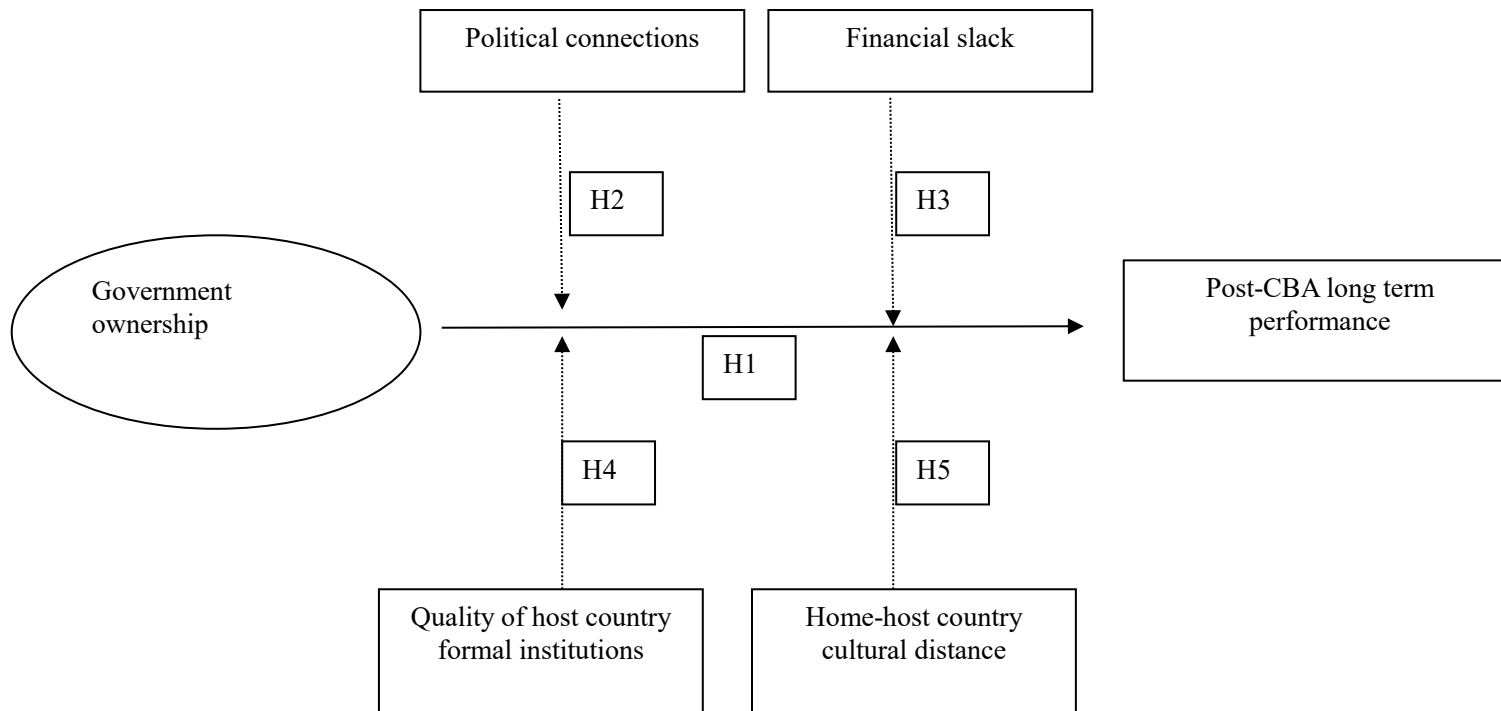 Political connections
Financial slack
H2
H3
Government
ownership
Post-CBA long term
performance
H1
H4
H5
Quality of host country
formal institutions
Home-host country
cultural distance